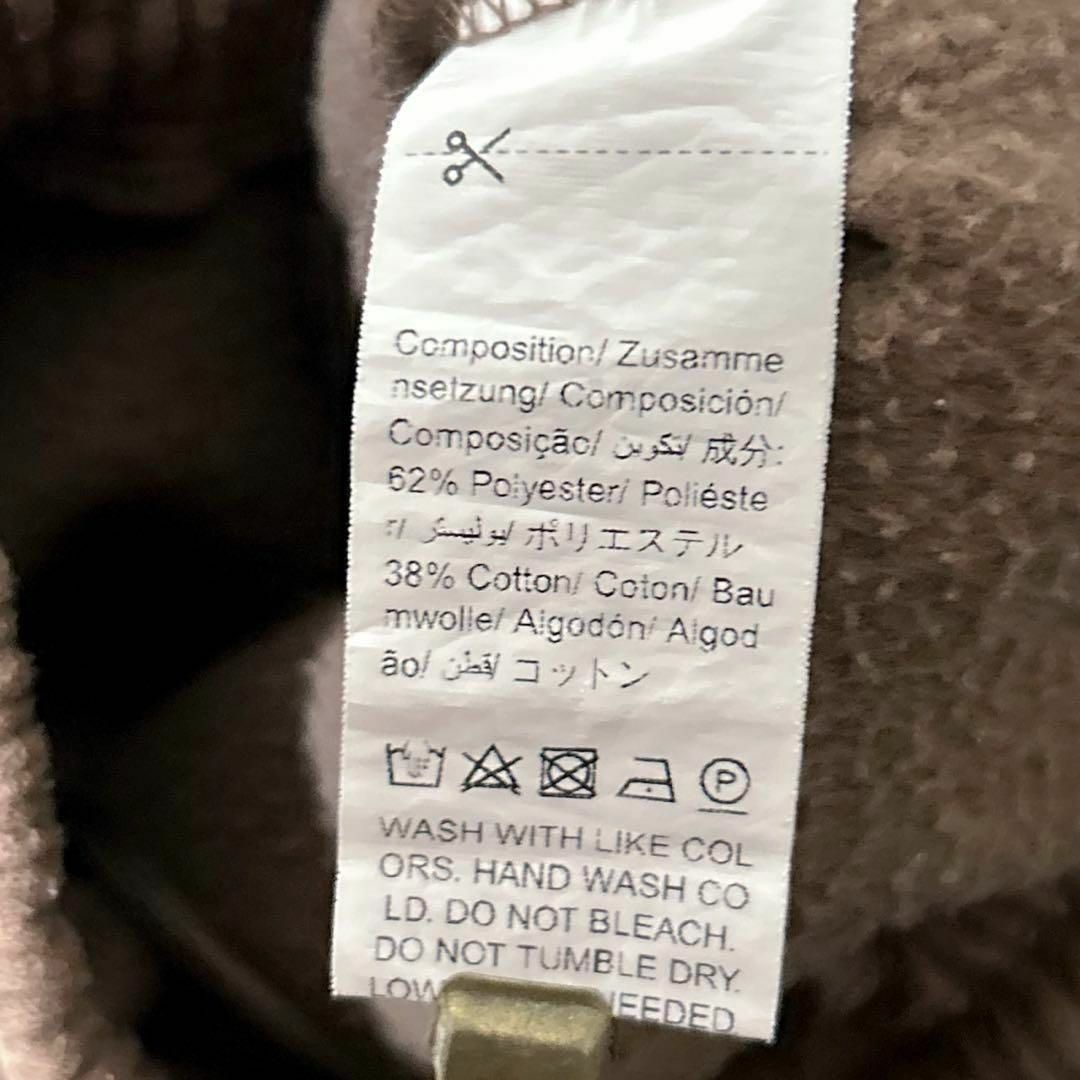 Composition/ Zusamme
nsetzung/ Composición/
Composição/ تكوين/ 成分:
62% Polyester/ Poliéste
r/ بوليستر/ ポリエステル
38% Cotton/ Coton/ Bau
mwolle/ Algodón/ Algod
ão/ قطن/ コットン
P
WASH WITH LIKE COL
ORS. HAND WASH CO
LD. DO NOT BLEACH.
DO NOT TUMBLE DRY.
LOW